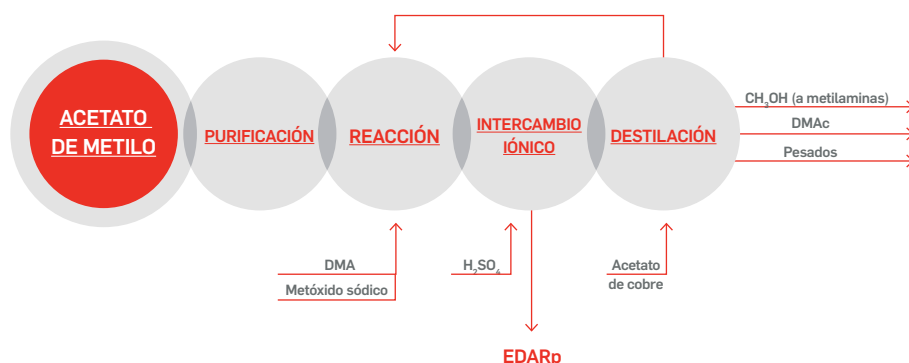 ACETATO
DE METILO
PURIFICACIÓN
REACCIÓN
INTERCAMBIO
IÓNICO
DESTILACIÓN
CH₃OH (a metilaminas)
DMAc
Pesados
DMA
Metóxido sódico
H₂SO₄
Acetato
de cobre
EDARp